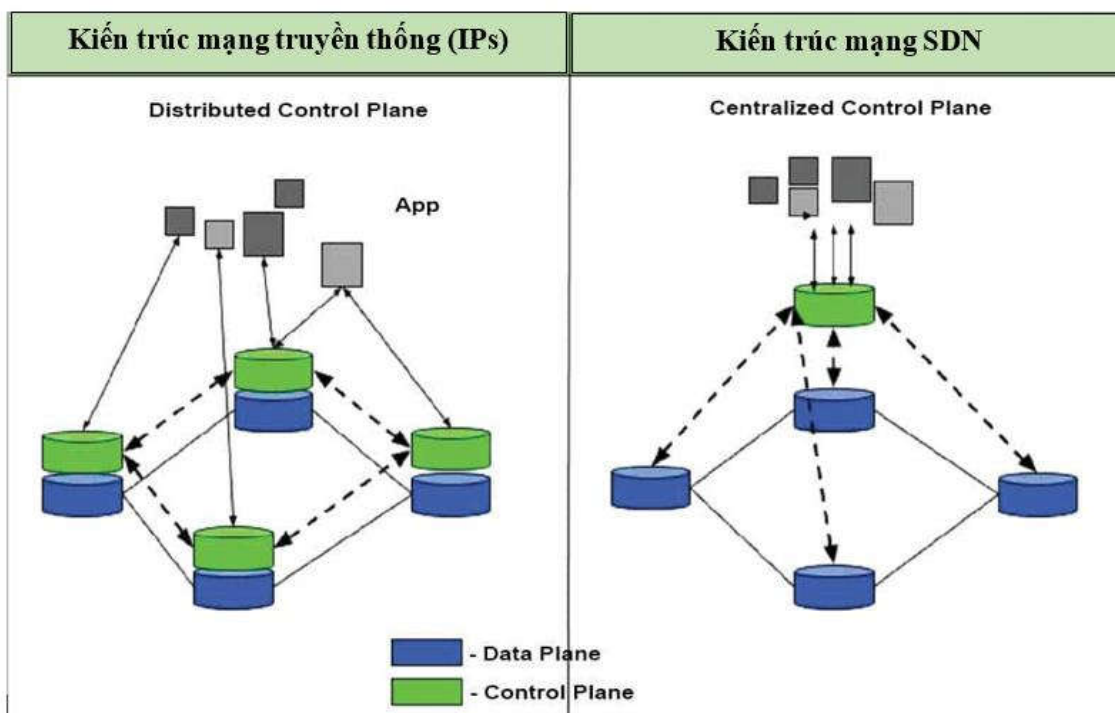 Kiến trúc mạng truyền thống (IPs)
Kiến trúc mạng SDN
Distributed Control Plane
Centralized Control Plane
App
- Data Plane
- Control Plane